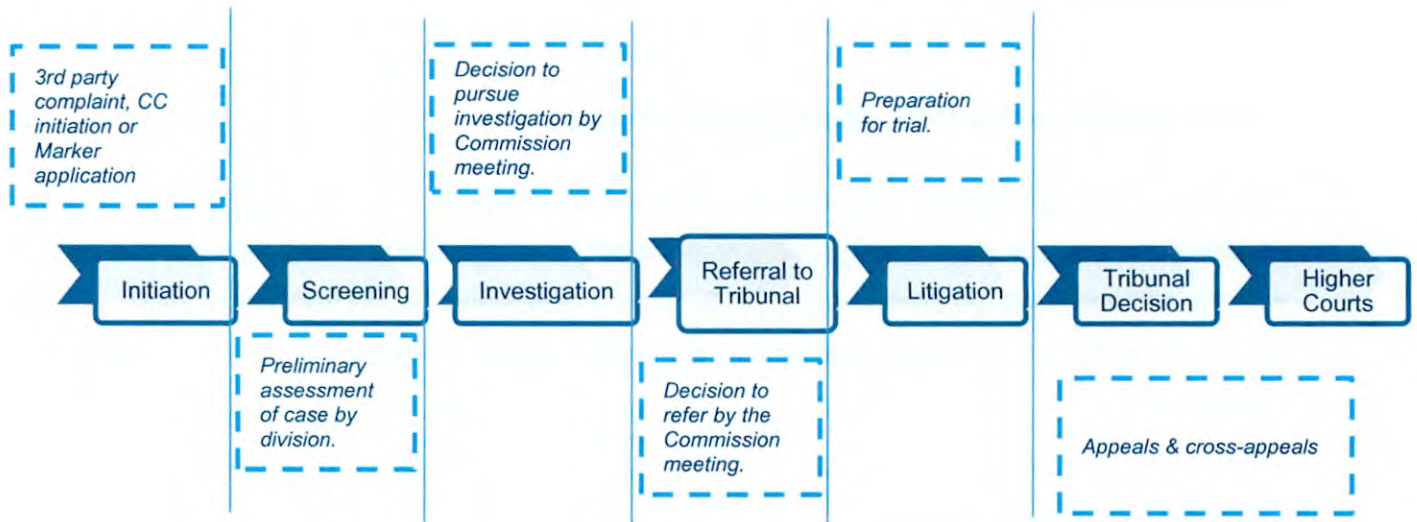 3rd party
complaint, CC
initiation or
Marker
application
Decision to
pursue
investigation by
Commission
meeting.
Preparation
for trial.
Initiation
Screening
Investigation
Referral to
Tribunal
Litigation
Tribunal
Decision
Higher
Courts
Preliminary
assessment
of case by
division.
Decision to
refer by the
Commission
meeting.
Appeals & cross-appeals